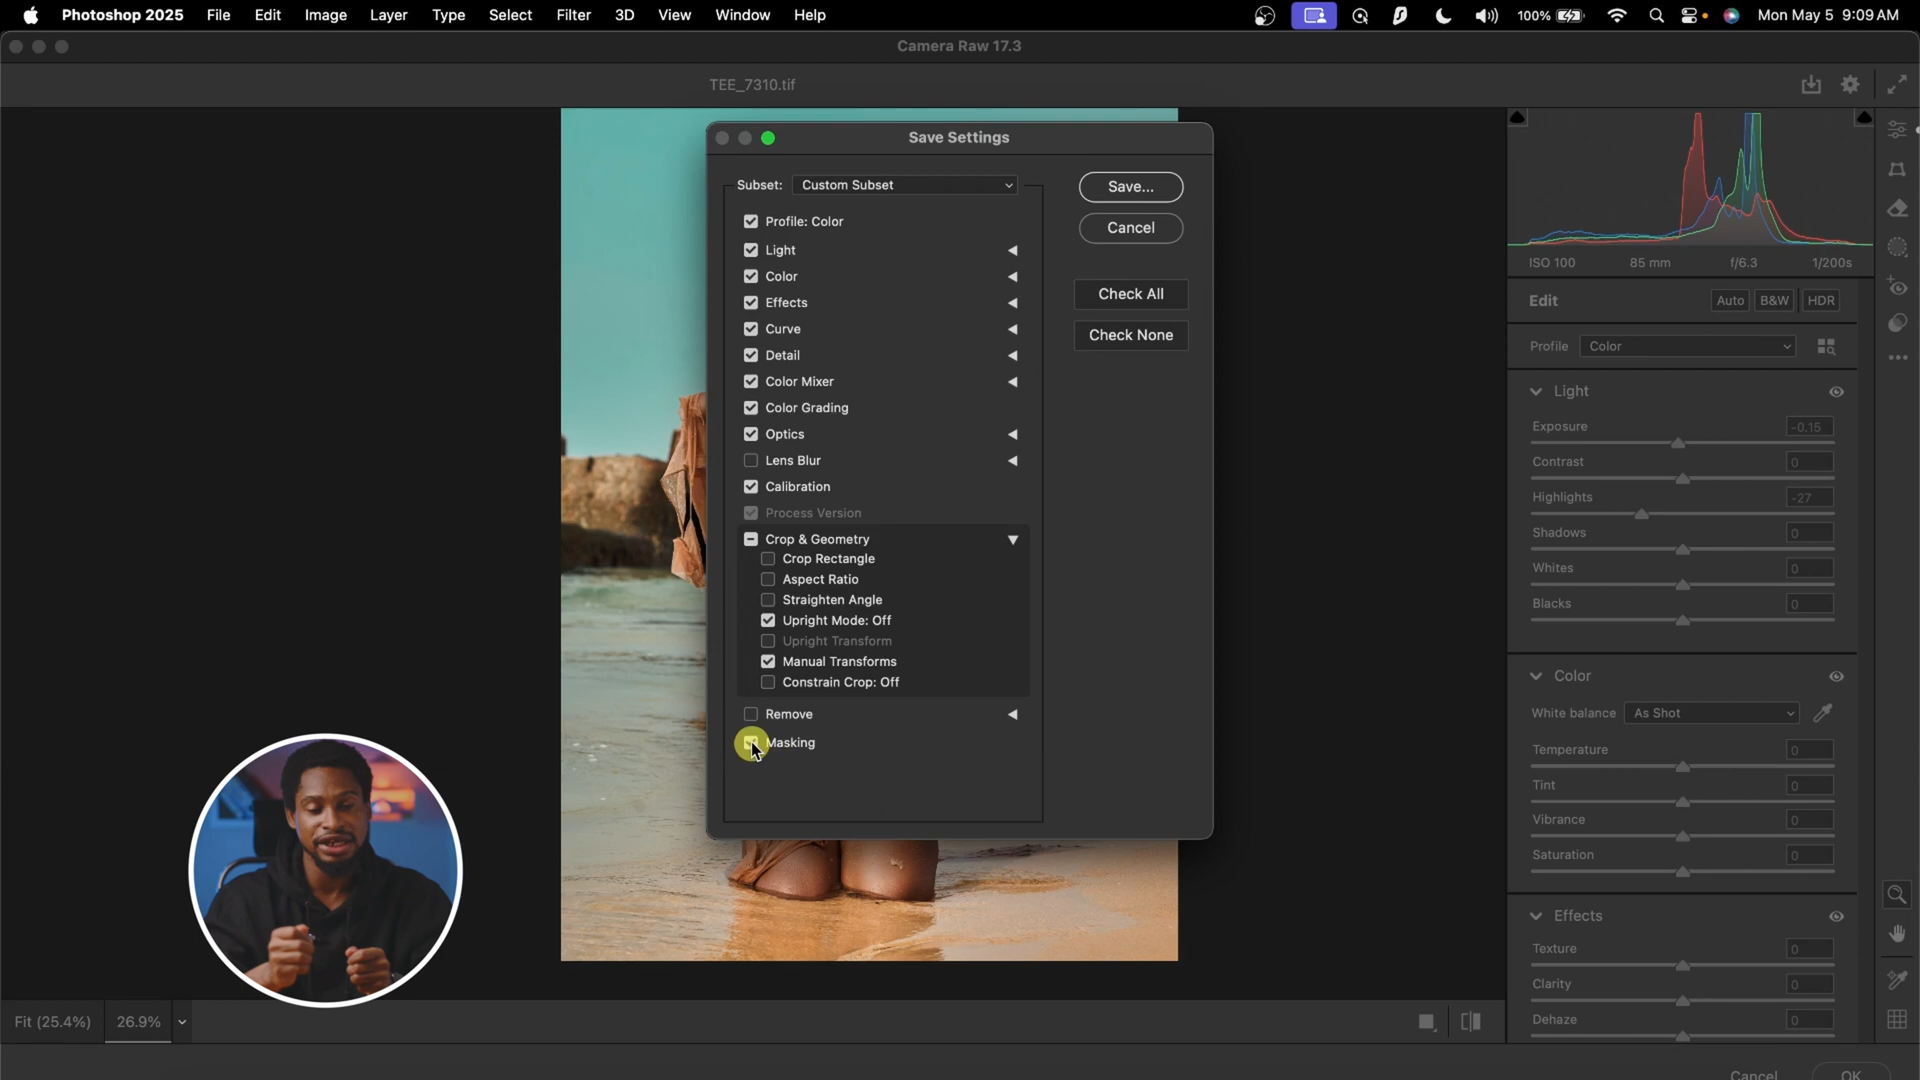 Photoshop 2025 File Edit Image Layer Type Select Filter 3D View Window Help 100% Mon May 5 9:09 AM
Camera Raw 17.3
TEE_7310.tif
Save Settings
Subset: Custom Subset
Save...
Cancel
Check All
Check None
Profile: Color
Light
Color
Effects
Curve
Detail
Color Mixer
Color Grading
Optics
Lens Blur
Calibration
Process Version
Crop & Geometry
Crop Rectangle
Aspect Ratio
Straighten Angle
Upright Mode: Off
Upright Transform
Manual Transforms
Constrain Crop: Off
Remove
Masking
ISO 100 85 mm f/6.3 1/200s
Edit Auto B&W HDR
Profile Color
Light
Exposure -0.15
Contrast 0
Highlights -27
Shadows 0
Whites 0
Blacks 0
Color
White balance As Shot
Temperature 0
Tint 0
Vibrance 0
Saturation 0
Effects
Texture 0
Clarity 0
Dehaze 0
Fit (25.4%) 26.9%
Cancel OK